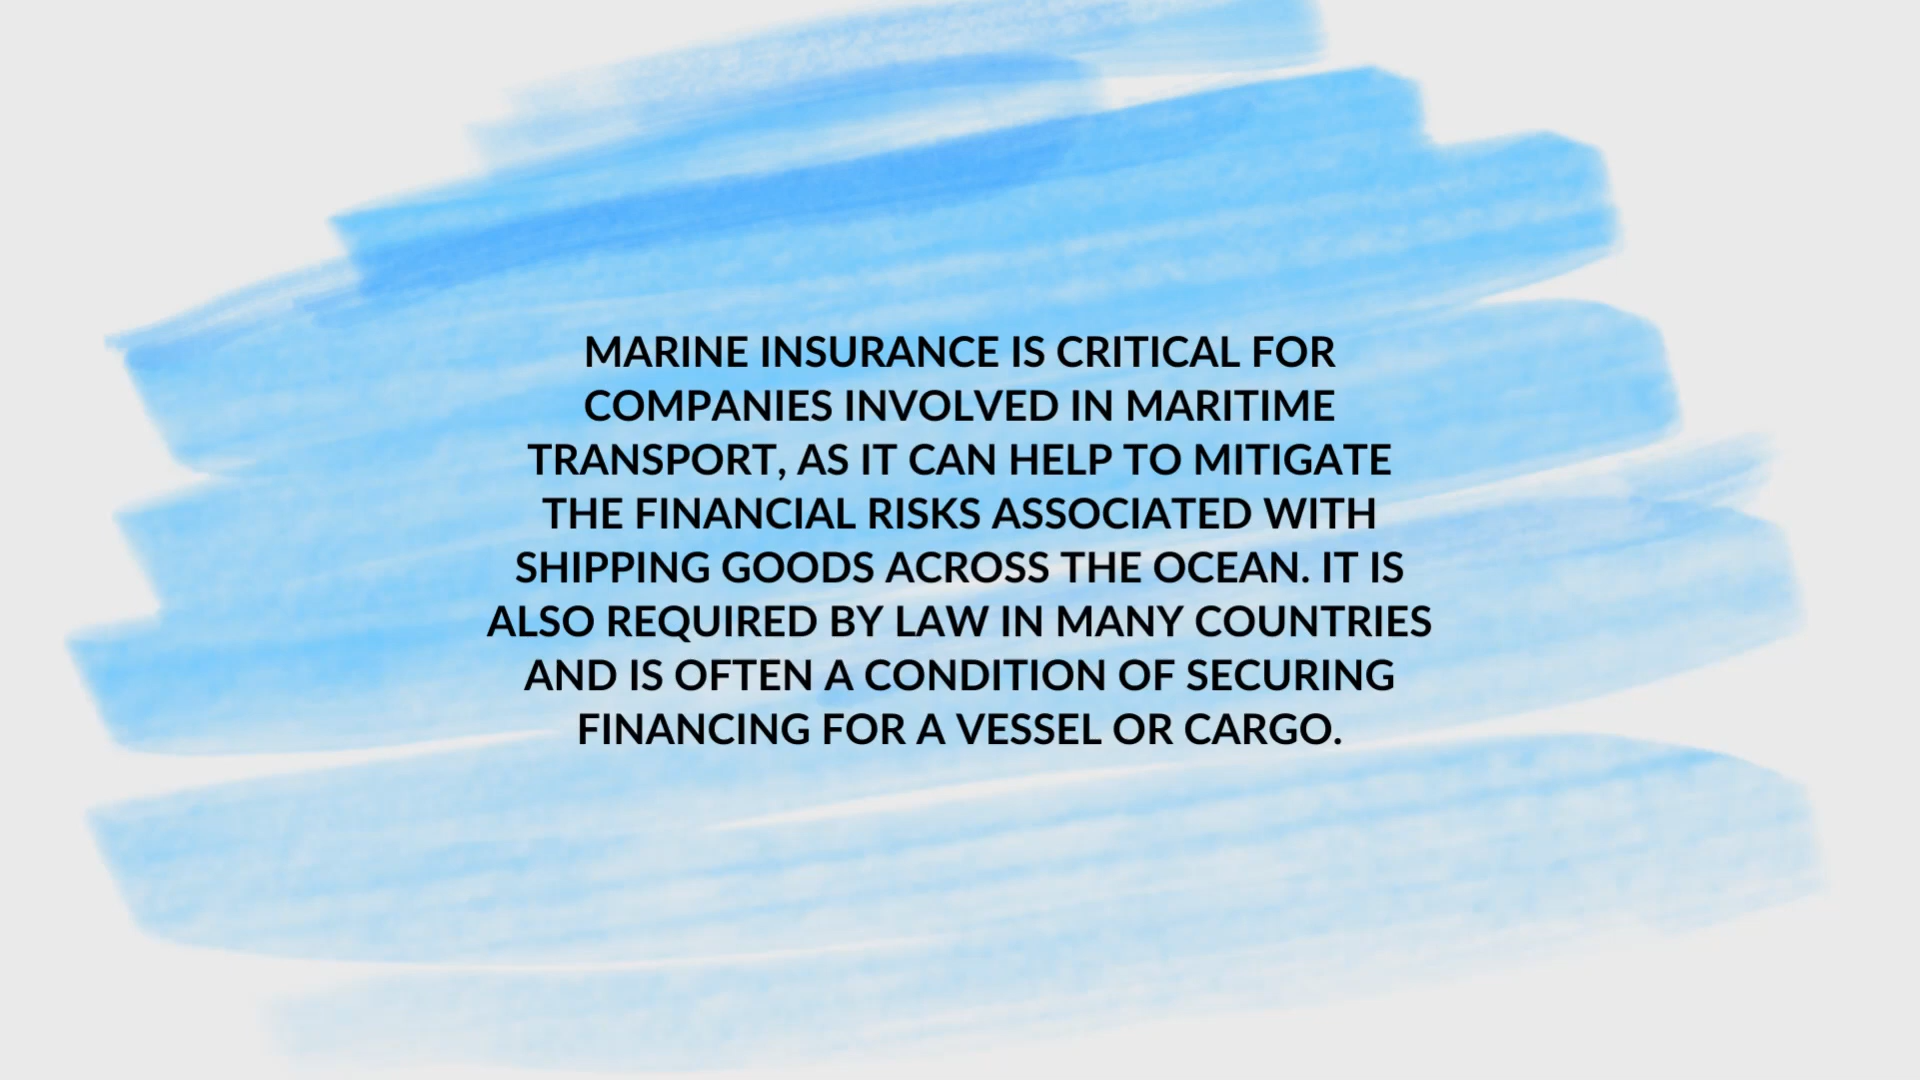 MARINE INSURANCE IS CRITICAL FOR
COMPANIES INVOLVED IN MARITIME
TRANSPORT, AS IT CAN HELP TO MITIGATE
THE FINANCIAL RISKS ASSOCIATED WITH
SHIPPING GOODS ACROSS THE OCEAN. IT IS
ALSO REQUIRED BY LAW IN MANY COUNTRIES
AND IS OFTEN A CONDITION OF SECURING
FINANCING FOR A VESSEL OR CARGO.